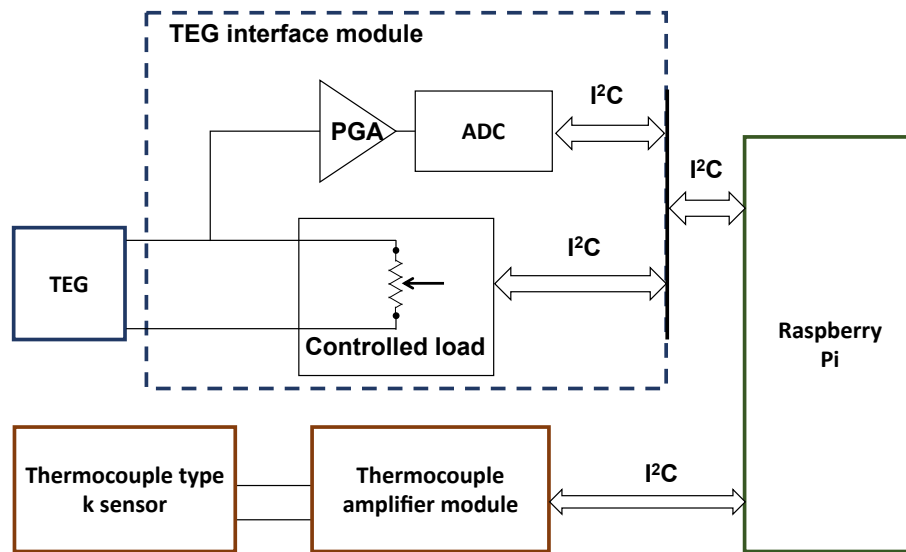 TEG interface module
PGA
ADC
I²C
I²C
TEG
I²C
Controlled load
Raspberry
Pi
Thermocouple type
k sensor
Thermocouple
amplifier module
I²C